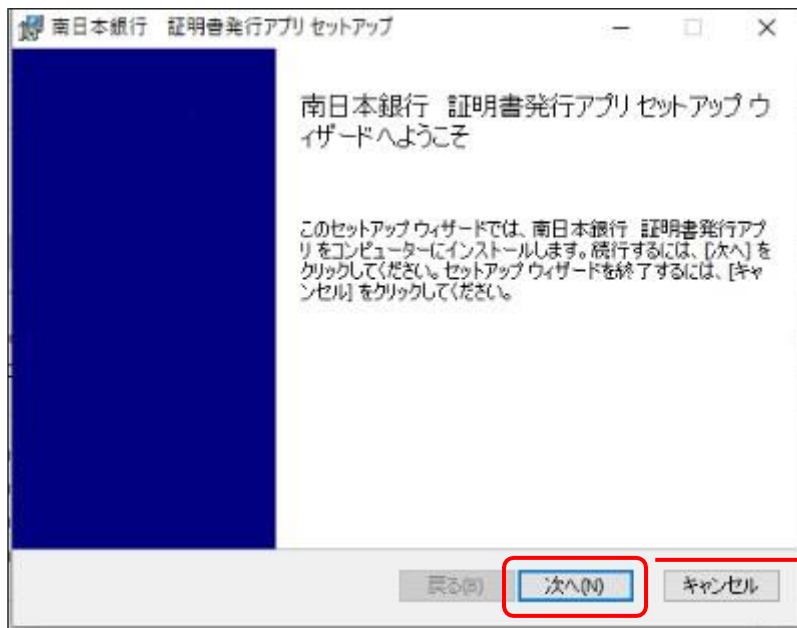 南日本銀行　証明書発行アプリ セットアップ
南日本銀行　証明書発行アプリ セットアップ ウ
ィザードへようこそ
このセットアップ ウィザードでは、南日本銀行　証明書発行アプ
リ をコンピューターにインストールします。続行するには、[次へ] を
クリックしてください。セットアップ ウィザードを終了するには、[キャ
ンセル] をクリックしてください。
戻る(B)
次へ(N)
キャンセル